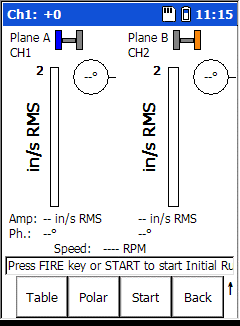 Ch1: +0 11:15
Plane A Plane B
CH1 CH2
2 2
--° --°
in/s RMS in/s RMS
Amp: -- in/s RMS -- in/s RMS
Ph.: --° --°
Speed: ---- RPM
Press FIRE key or START to start Initial Ru
Table Polar Start Back